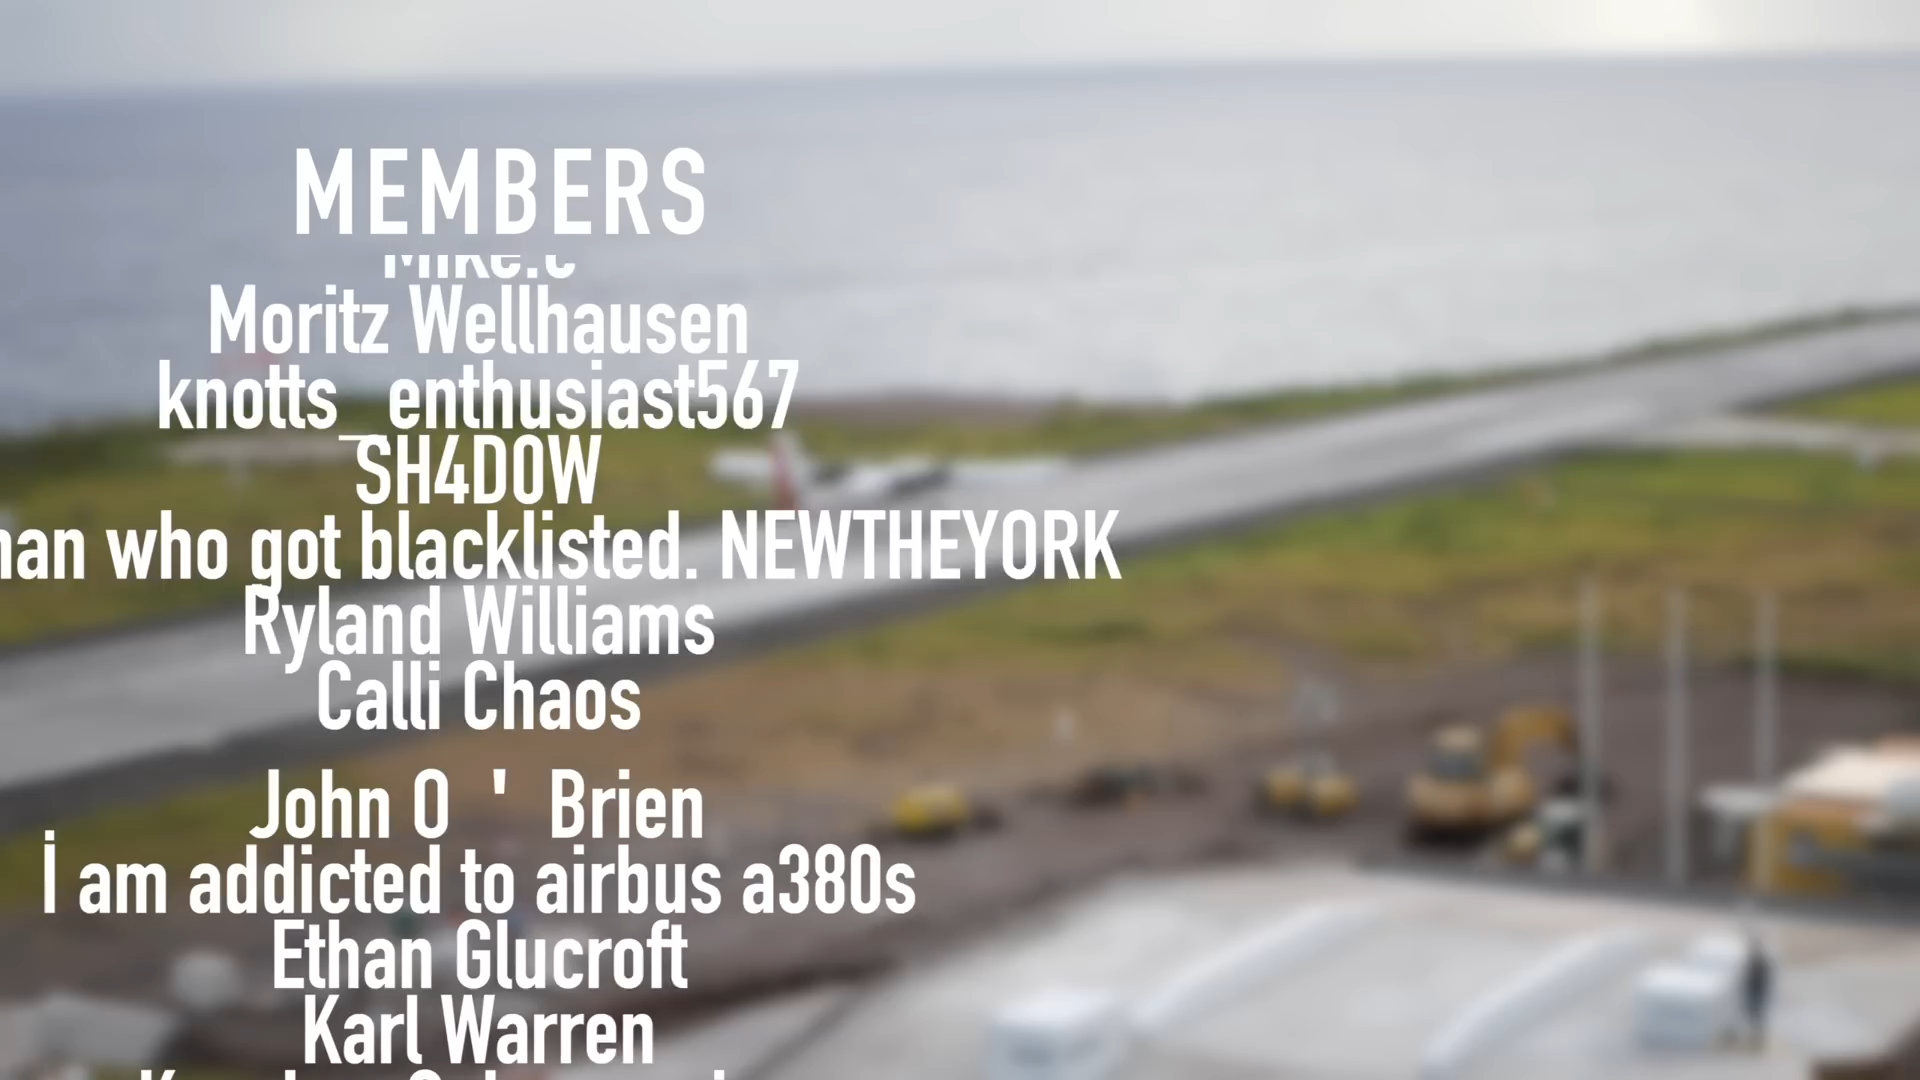 MEMBERS
Mike.c
Moritz Wellhausen
knotts_enthusiast567
SH4D0W
who got blacklisted. NEWTHEYORK
Ryland Williams
Calli Chaos
John O ' Brien
İ am addicted to airbus a380s
Ethan Glucroft
Karl Warren